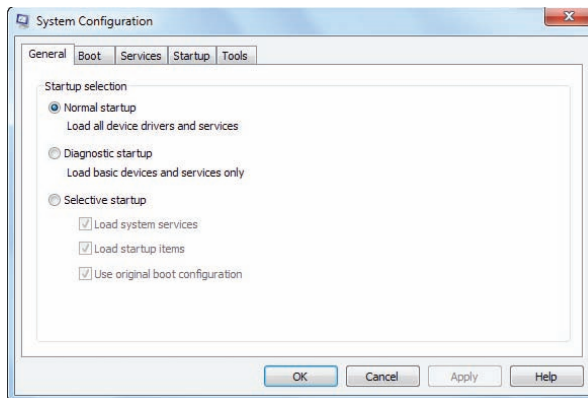 System Configuration
General Boot Services Startup Tools
Startup selection
Normal startup
Load all device drivers and services
Diagnostic startup
Load basic devices and services only
Selective startup
Load system services
Load startup items
Use original boot configuration
OK Cancel Apply Help